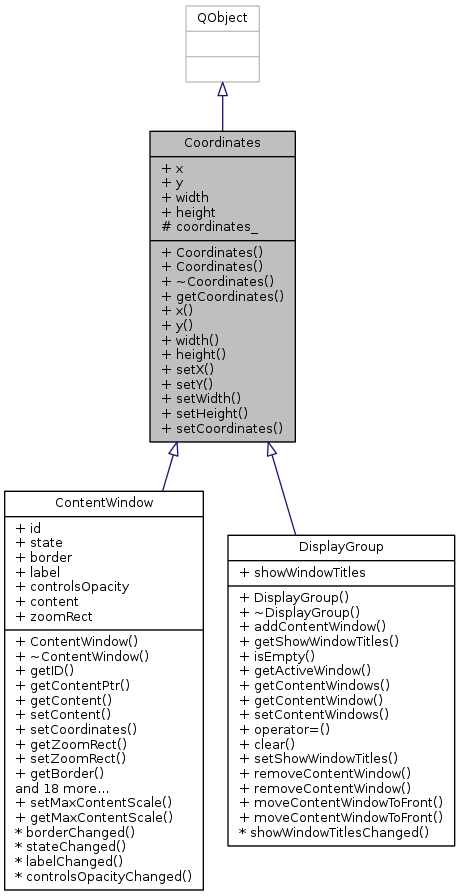 QObject
Coordinates
+ x
+ y
+ width
+ height
# coordinates_
+ Coordinates()
+ Coordinates()
+ ~Coordinates()
+ getCoordinates()
+ x()
+ y()
+ width()
+ height()
+ setX()
+ setY()
+ setWidth()
+ setHeight()
+ setCoordinates()
ContentWindow
+ id
+ state
+ border
+ label
+ controlsOpacity
+ content
+ zoomRect
+ ContentWindow()
+ ~ContentWindow()
+ getID()
+ getContentPtr()
+ getContent()
+ setContent()
+ setCoordinates()
+ getZoomRect()
+ setZoomRect()
+ getBorder()
and 18 more...
+ setMaxContentScale()
+ getMaxContentScale()
* borderChanged()
* stateChanged()
* labelChanged()
* controlsOpacityChanged()
DisplayGroup
+ showWindowTitles
+ DisplayGroup()
+ ~DisplayGroup()
+ addContentWindow()
+ getShowWindowTitles()
+ isEmpty()
+ getActiveWindow()
+ getContentWindows()
+ getContentWindow()
+ setContentWindows()
+ operator=()
+ clear()
+ setShowWindowTitles()
+ removeContentWindow()
+ removeContentWindow()
+ moveContentWindowToFront()
+ moveContentWindowToFront()
* showWindowTitlesChanged()